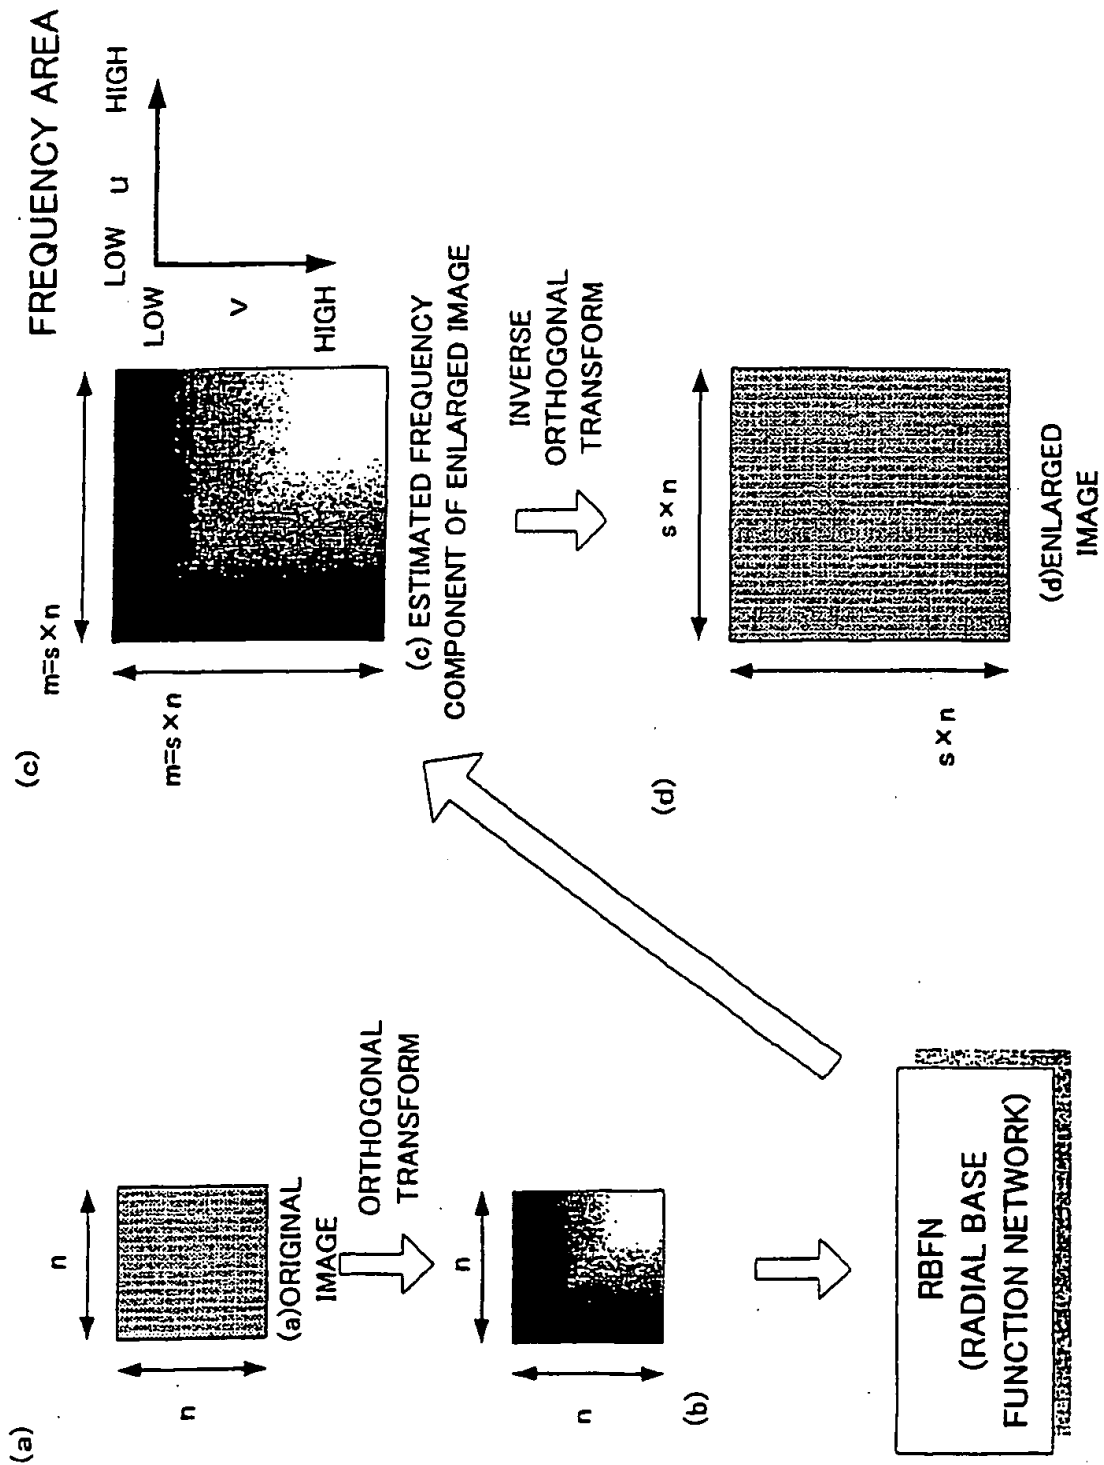 (a)
n
n
(a)ORIGINAL
IMAGE
ORTHOGONAL
TRANSFORM
n
n
(b)
RBFN
(RADIAL BASE
FUNCTION NETWORK)
(c)
m=s×n
m=s×n
FREQUENCY AREA
LOW u HIGH
LOW
v
HIGH
(c) ESTIMATED FREQUENCY
COMPONENT OF ENLARGED IMAGE
INVERSE
ORTHOGONAL
TRANSFORM
(d)
s×n
s×n
(d)ENLARGED
IMAGE